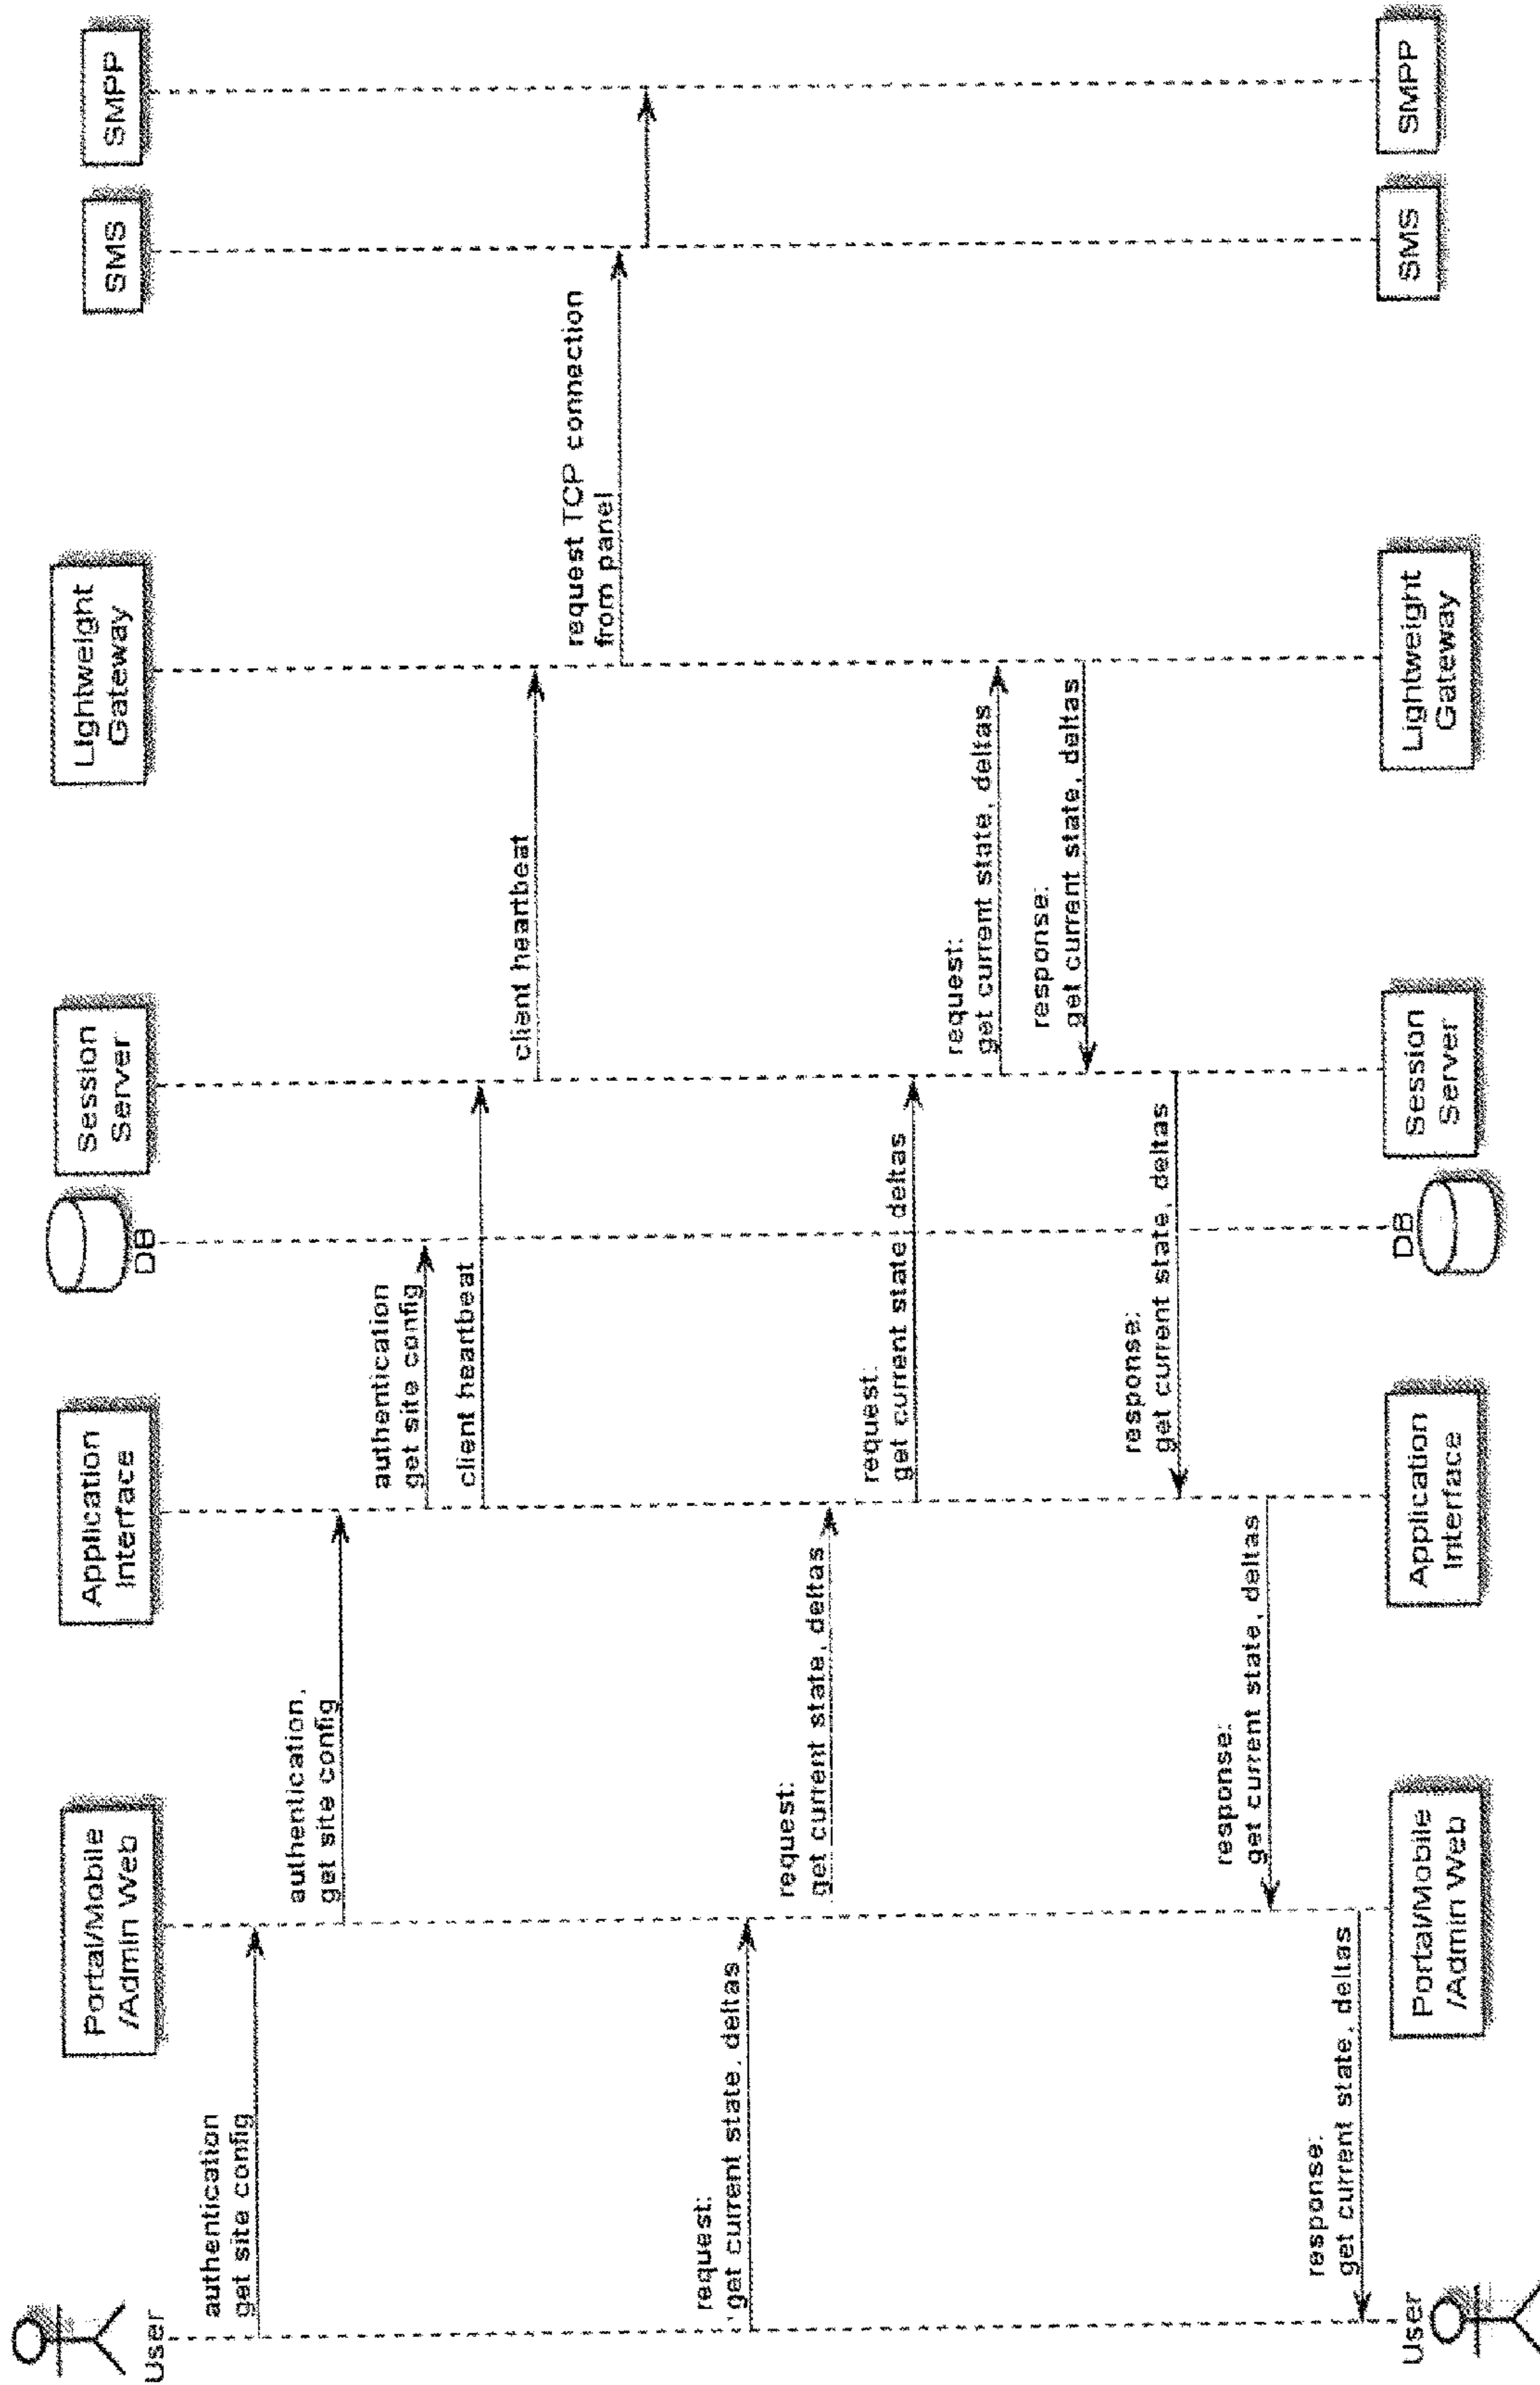 User
Portal/Mobile
/Admin Web
Application
Interface
DB
Session
Server
Lightweight
Gateway
SMS
SMPP
authentication
get site config
authentication,
get site config
authentication
get site config
client heartbeat
client heartbeat
request TCP connection
from panel
request:
get current state, deltas
request:
get current state, deltas
request:
get current state, deltas
request:
get current state, deltas
response:
get current state, deltas
response:
get current state, deltas
response:
get current state, deltas
response:
get current state, deltas
User
Portal/Mobile
/Admin Web
Application
Interface
DB
Session
Server
Lightweight
Gateway
SMS
SMPP